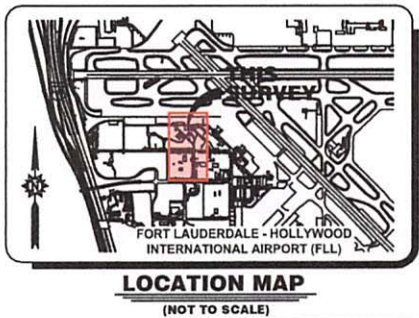 THIS
SURVEY
N
FORT LAUDERDALE - HOLLYWOOD
INTERNATIONAL AIRPORT (FLL)
LOCATION MAP
(NOT TO SCALE)